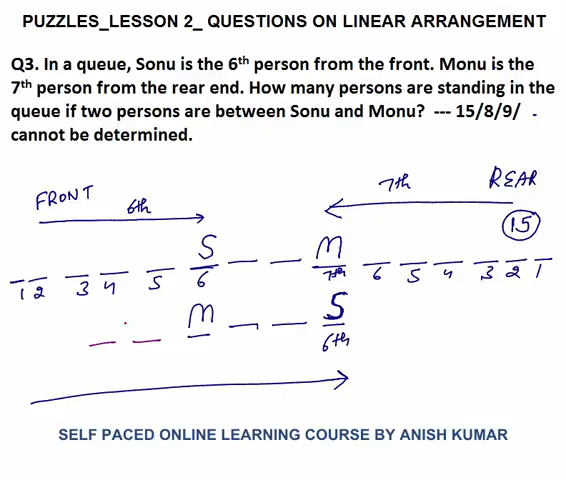 PUZZLES_LESSON 2_ QUESTIONS ON LINEAR ARRANGEMENT
Q3. In a queue, Sonu is the 6th person from the front. Monu is the
7th person from the rear end. How many persons are standing in the
queue if two persons are between Sonu and Monu? --- 15/8/9/ .
cannot be determined.
7th REAR
FRONT 6th
15
S M
1 2 3 4 5 6 7th 6 5 4 3 2 1
M S
6th
SELF PACED ONLINE LEARNING COURSE BY ANISH KUMAR